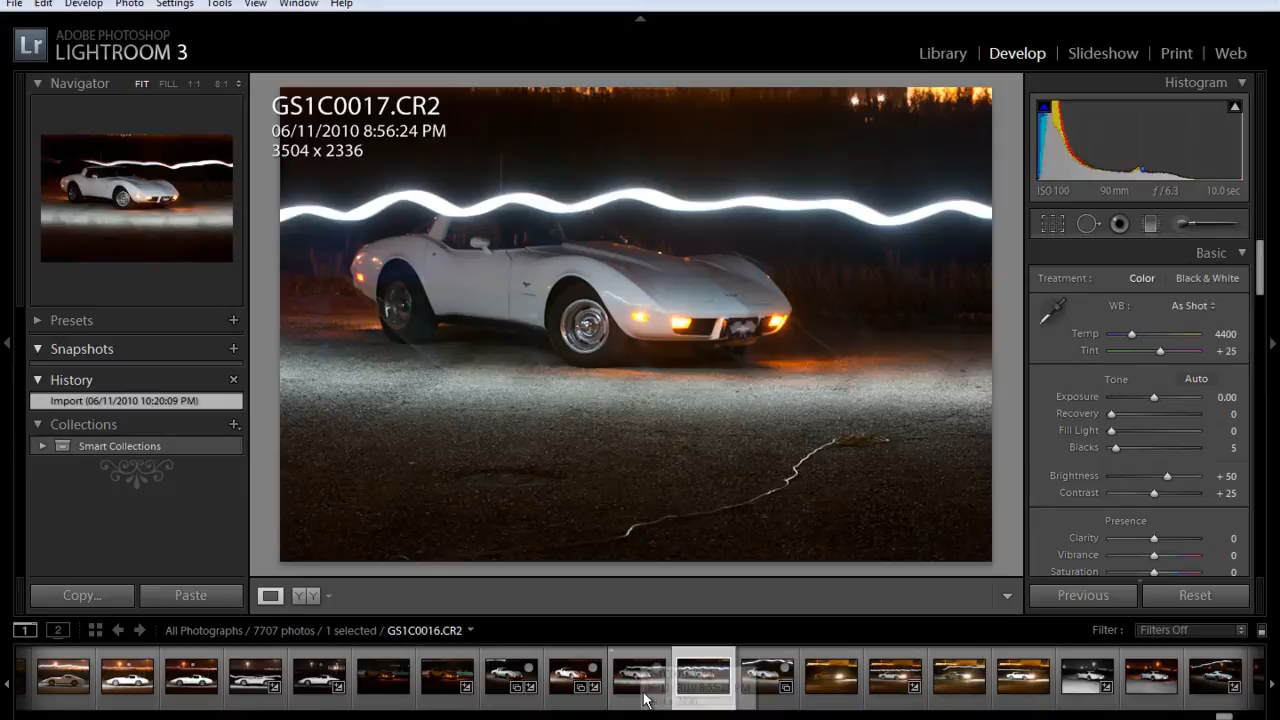 File Edit Develop Photo Settings Tools View Window Help
Lr
ADOBE PHOTOSHOP
LIGHTROOM 3
Library | Develop | Slideshow | Print | Web
Navigator FIT FILL 1:1 8:1
Presets
Snapshots
History
Import (06/11/2010 10:20:09 PM)
Collections
Smart Collections
Copy... Paste
GS1C0017.CR2
06/11/2010 8:56:24 PM
3504 x 2336
Histogram
ISO 100 90 mm ƒ/6.3 10.0 sec
Basic
Treatment : Color Black & White
WB : As Shot
Temp 4400
Tint + 25
Tone Auto
Exposure 0.00
Recovery 0
Fill Light 0
Blacks 5
Brightness + 50
Contrast + 25
Presence
Clarity 0
Vibrance 0
Saturation 0
Previous Reset
Y Y
1 2 All Photographs / 7707 photos / 1 selected / GS1C0016.CR2 Filter : Filters Off